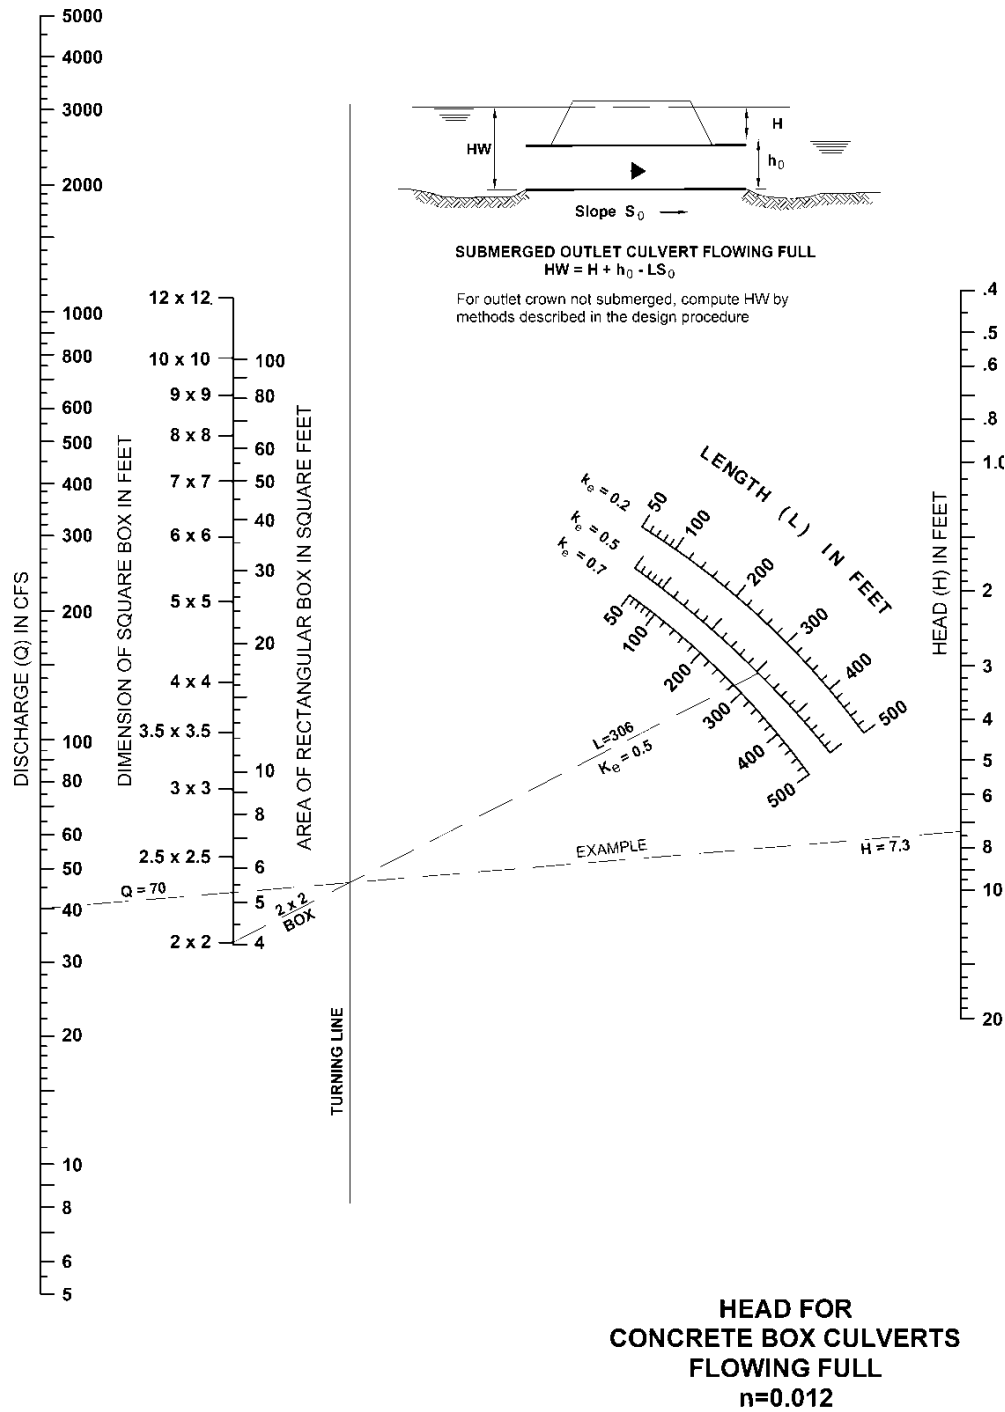 5000
4000
3000
2000
1000
800
600
500
400
300
200
100
80
60
50
40
30
20
10
8
6
5
DISCHARGE (Q) IN CFS
DIMENSION OF SQUARE BOX IN FEET
12 x 12
10 x 10
9 x 9
8 x 8
7 x 7
6 x 6
5 x 5
4 x 4
3.5 x 3.5
3 x 3
2.5 x 2.5
2 x 2
100
80
60
50
40
30
20
10
8
6
5
4
AREA OF RECTANGULAR BOX IN SQUARE FEET
TURNING LINE
HW
H
h0
Slope S0
SUBMERGED OUTLET CULVERT FLOWING FULL
HW = H + h0 - LS0
For outlet crown not submerged, compute HW by
methods described in the design procedure
LENGTH (L) IN FEET
ke = 0.2
ke = 0.5
ke = 0.7
50
100
200
300
400
500
50
100
200
300
400
500
L=306
Ke = 0.5
Q = 70
2 x 2
BOX
EXAMPLE
H = 7.3
HEAD (H) IN FEET
.4
.5
.6
.8
1.0
2
3
4
5
6
8
10
20
HEAD FOR
CONCRETE BOX CULVERTS
FLOWING FULL
n=0.012